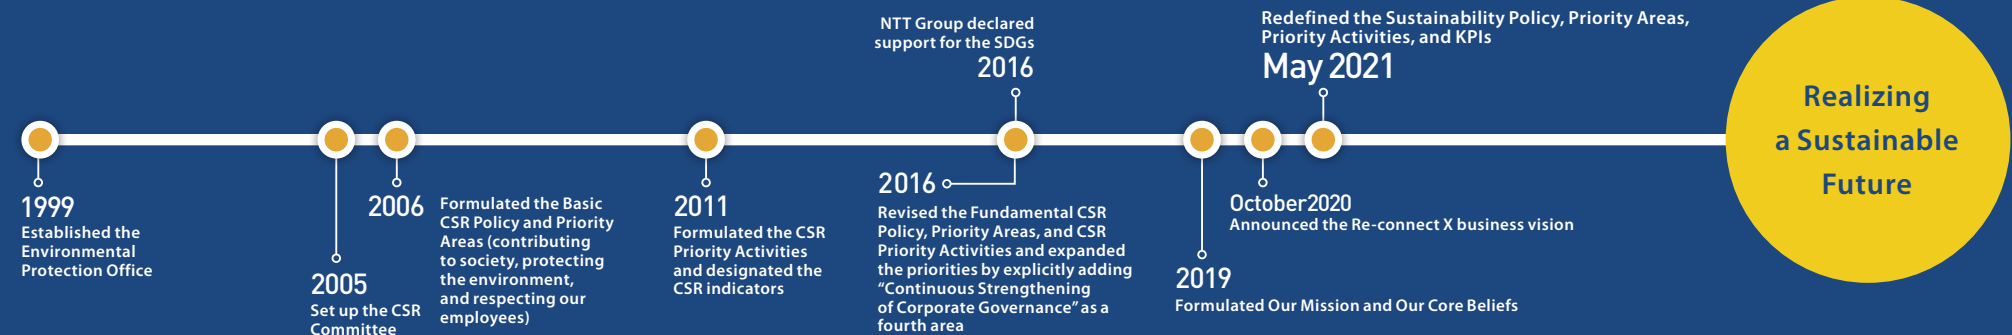 1999
Established the
Environmental
Protection Office
2005
Set up the CSR
Committee
2006
Formulated the Basic
CSR Policy and Priority
Areas (contributing
to society, protecting
the environment,
and respecting our
employees)
2011
Formulated the CSR
Priority Activities
and designated the
CSR indicators
NTT Group declared
support for the SDGs
2016
2016
Revised the Fundamental CSR
Policy, Priority Areas, and CSR
Priority Activities and expanded
the priorities by explicitly adding
“Continuous Strengthening
of Corporate Governance” as a
fourth area
2019
Formulated Our Mission and Our Core Beliefs
October2020
Announced the Re-connect X business vision
Redefined the Sustainability Policy, Priority Areas,
Priority Activities, and KPIs
May 2021
Realizing
a Sustainable
Future